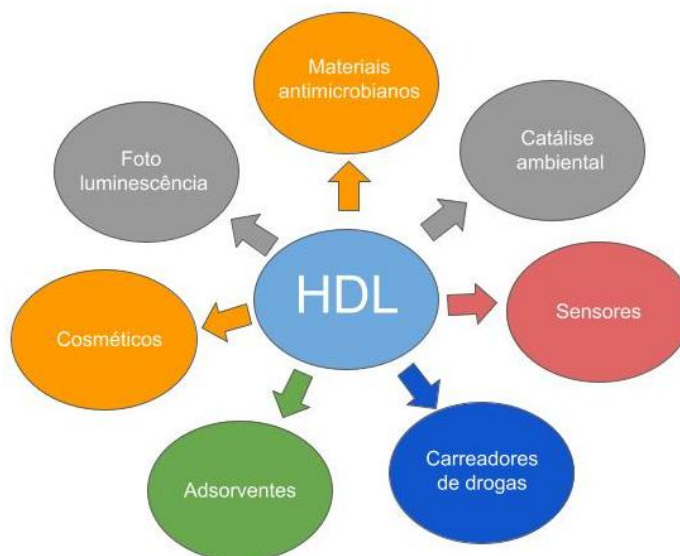 Materiais
antimicrobianos
Catálise
ambiental
Foto
luminescência
HDL
Sensores
Cosméticos
Carreadores
de drogas
Adsorventes